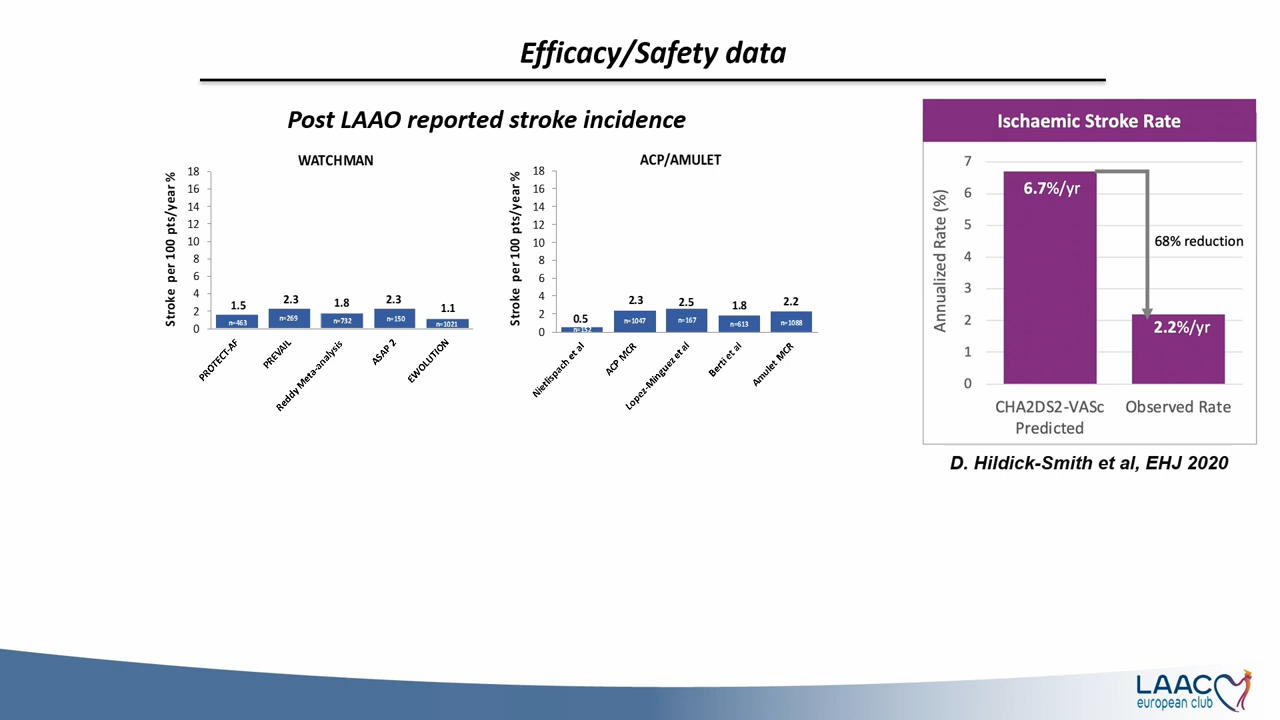 Efficacy/Safety data
Post LAAO reported stroke incidence
WATCHMAN
Stroke per 100 pts/year %
18
16
14
12
10
8
6
4
2
0
1.5
2.3
1.8
2.3
1.1
n=463
n=269
n=732
n=150
n=1021
PROTECT-AF
PREVAIL
Reddy Meta-analysis
ASAP 2
EWOLUTION
ACP/AMULET
Stroke per 100 pts/year %
18
16
14
12
10
8
6
4
2
0
0.5
2.3
2.5
1.8
2.2
n=152
n=1047
n=167
n=613
n=1088
Nietlispach et al
ACP MCR
Lopez-Minguez et al
Berti et al
Amulet MCR
Ischaemic Stroke Rate
Annualized Rate (%)
7
6
5
4
3
2
1
0
6.7%/yr
68% reduction
2.2%/yr
CHA2DS2-VASc
Predicted
Observed Rate
D. Hildick-Smith et al, EHJ 2020
LAAC
european club